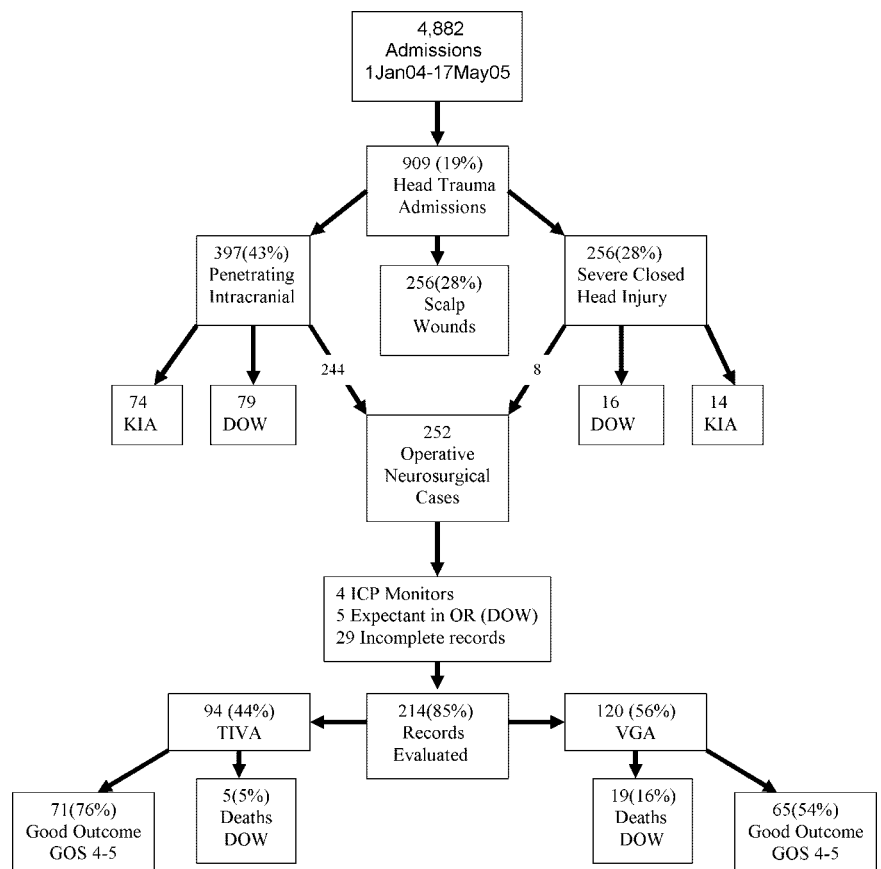 4,882
Admissions
1Jan04-17May05
909 (19%)
Head Trauma
Admissions
397(43%)
Penetrating
Intracranial
256(28%)
Scalp
Wounds
256(28%)
Severe Closed
Head Injury
244
8
74
KIA
79
DOW
252
Operative
Neurosurgical
Cases
16
DOW
14
KIA
4 ICP Monitors
5 Expectant in OR (DOW)
29 Incomplete records
94 (44%)
TIVA
214(85%)
Records
Evaluated
120 (56%)
VGA
71(76%)
Good Outcome
GOS 4-5
5(5%)
Deaths
DOW
19(16%)
Deaths
DOW
65(54%)
Good Outcome
GOS 4-5